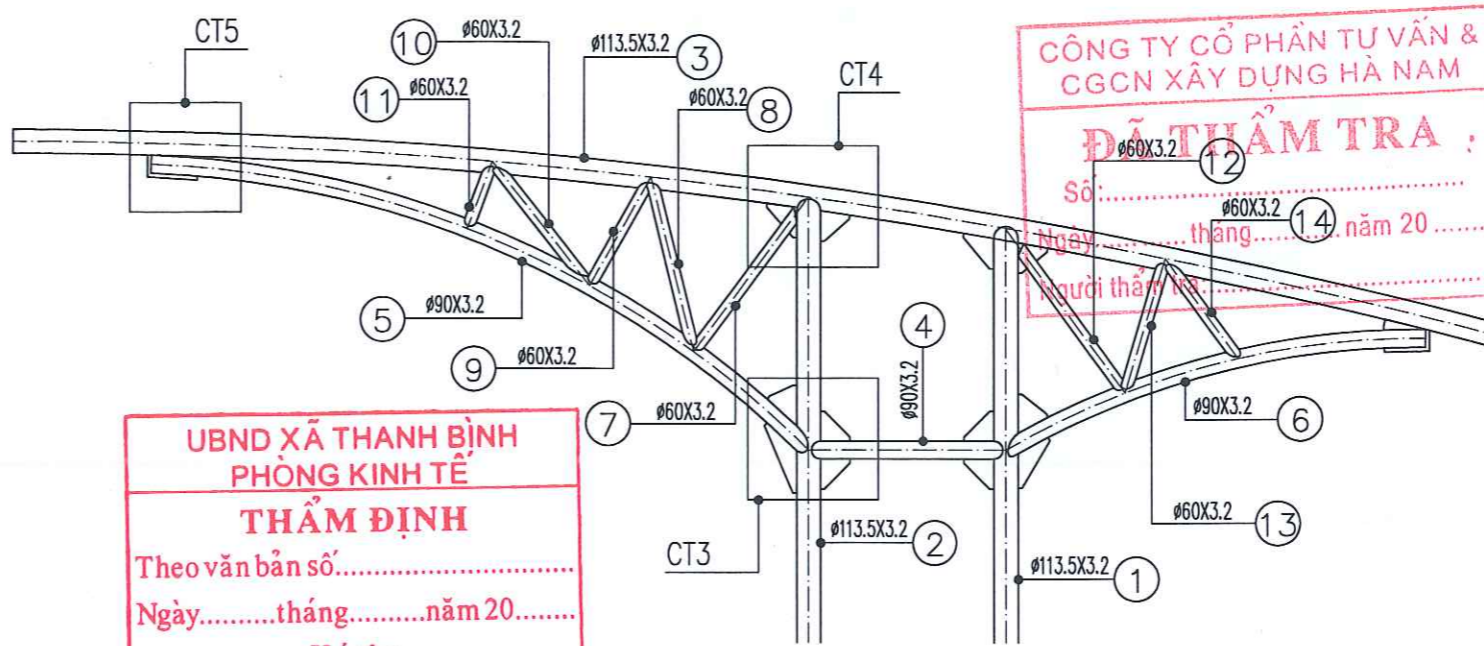 CT5
10
ø60X3.2
ø113.5X3.2
3
11
ø60X3.2
ø60X3.2
8
CT4
CÔNG TY CỔ PHẦN TƯ VẤN &
CGCN XÂY DỰNG HÀ NAM
ĐÃ THẨM TRA
ø60X3.2
12
Số:
ø60X3.2
14
Ngày............tháng............năm 20........
Người thẩm tra:
5
ø90X3.2
9
ø60X3.2
4
ø90X3.2
7
ø60X3.2
ø90X3.2
6
ø60X3.2
13
UBND XÃ THANH BÌNH
PHÒNG KINH TẾ
THẨM ĐỊNH
Theo văn bản số................................
Ngày.........tháng.........năm 20........
CT3
ø113.5X3.2
2
ø113.5X3.2
1